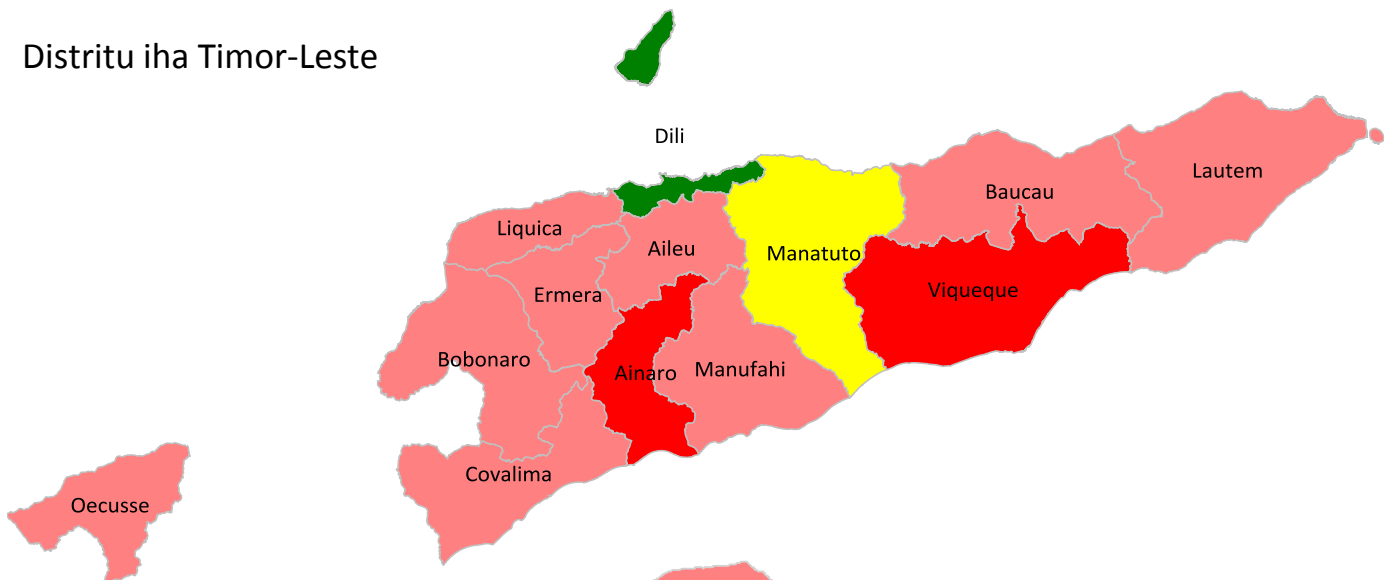 Distritu iha Timor-Leste
Dili
Lautem
Baucau
Liquica
Aileu
Manatuto
Viqueque
Ermera
Bobonaro
Ainaro
Manufahi
Covalima
Oecusse